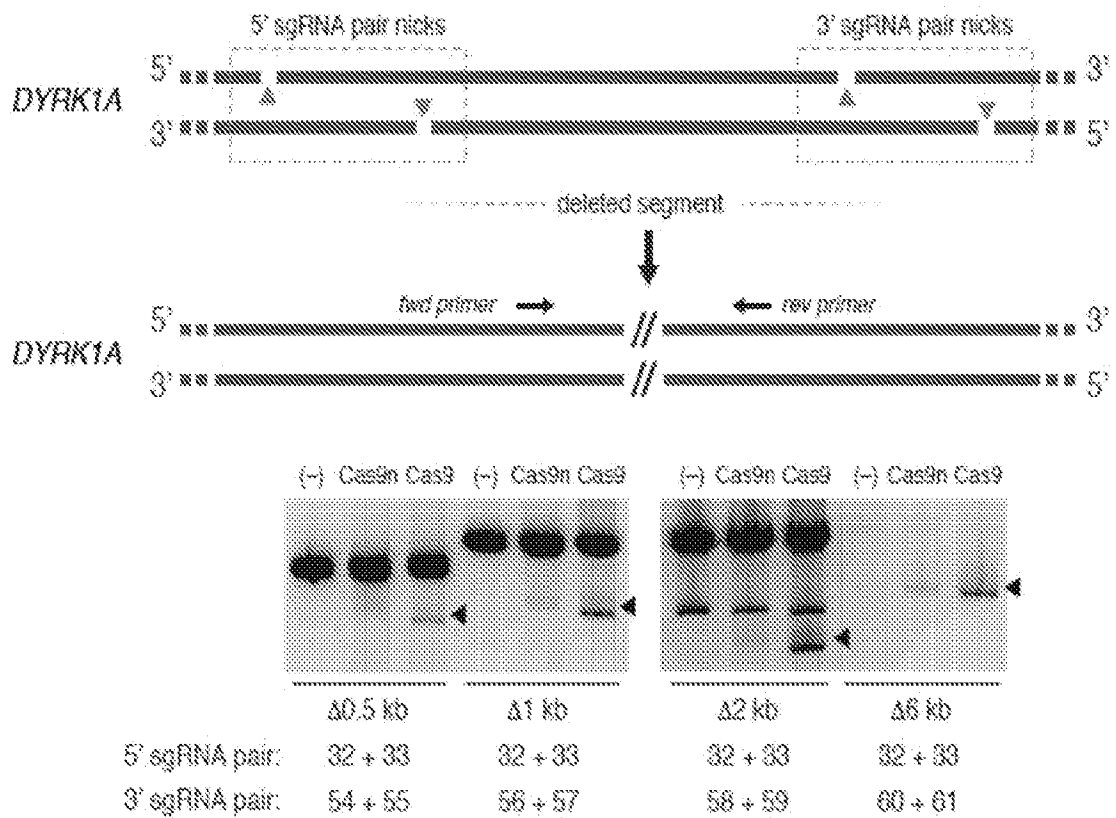 5' sgRNA pair nicks 3' sgRNA pair nicks
5' 3'
DYRK1A
3' 5'
deleted segment
fwd primer rev primer
5' 3'
DYRK1A
3' 5'
(-) Cas9n Cas9 (-) Cas9n Cas9 (-) Cas9n Cas9 (-) Cas9n Cas9
Δ0.5 kb Δ1 kb Δ2 kb Δ6 kb
5' sgRNA pair: 32 + 33 32 + 33 32 + 33 32 + 33
3' sgRNA pair: 54 + 55 56 + 57 58 + 59 60 + 61